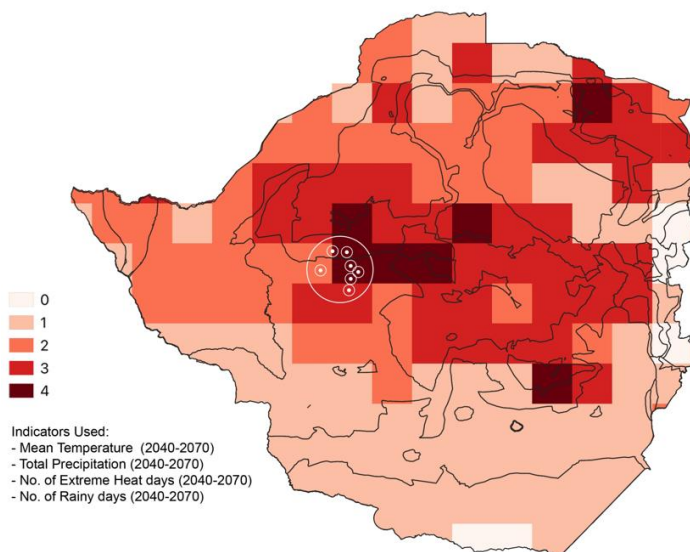 0
1
2
3
4
Indicators Used:
- Mean Temperature (2040-2070)
- Total Precipitation (2040-2070)
- No. of Extreme Heat days (2040-2070)
- No. of Rainy days (2040-2070)